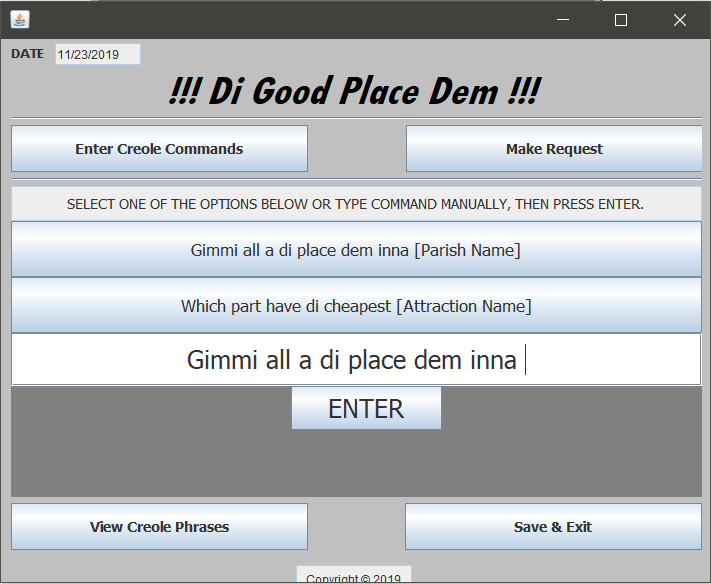 DATE 11/23/2019
!!! Di Good Place Dem !!!
Enter Creole Commands
Make Request
SELECT ONE OF THE OPTIONS BELOW OR TYPE COMMAND MANUALLY, THEN PRESS ENTER.
Gimmi all a di place dem inna [Parish Name]
Which part have di cheapest [Attraction Name]
Gimmi all a di place dem inna
ENTER
View Creole Phrases
Save & Exit
Copyright © 2019